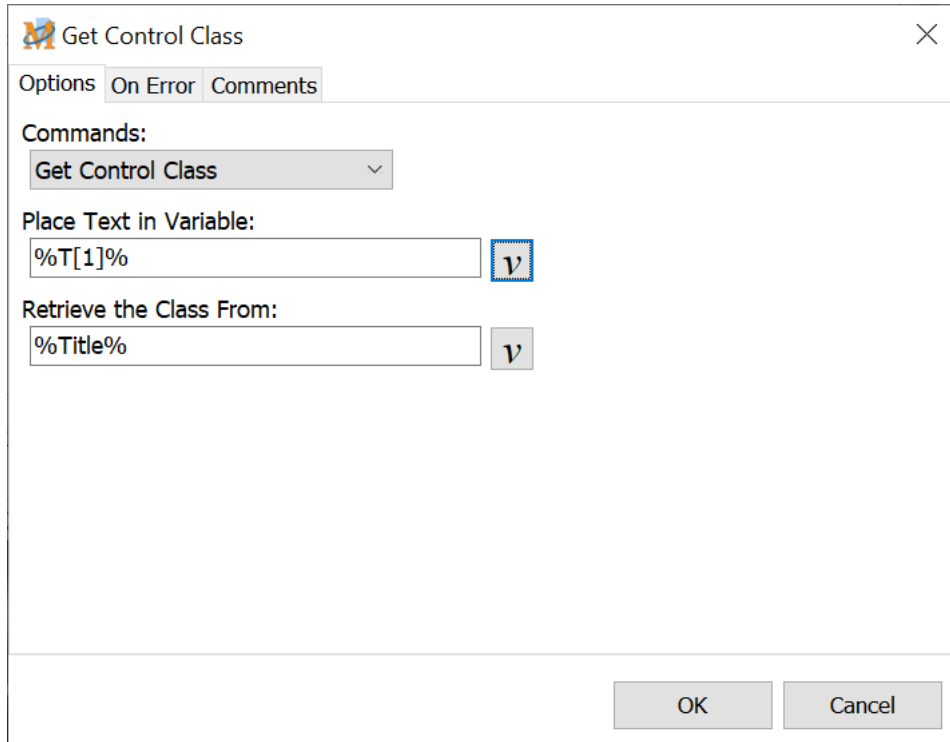 Get Control Class
Options On Error Comments
Commands:
Get Control Class
Place Text in Variable:
%T[1]% v
Retrieve the Class From:
%Title% v
OK Cancel